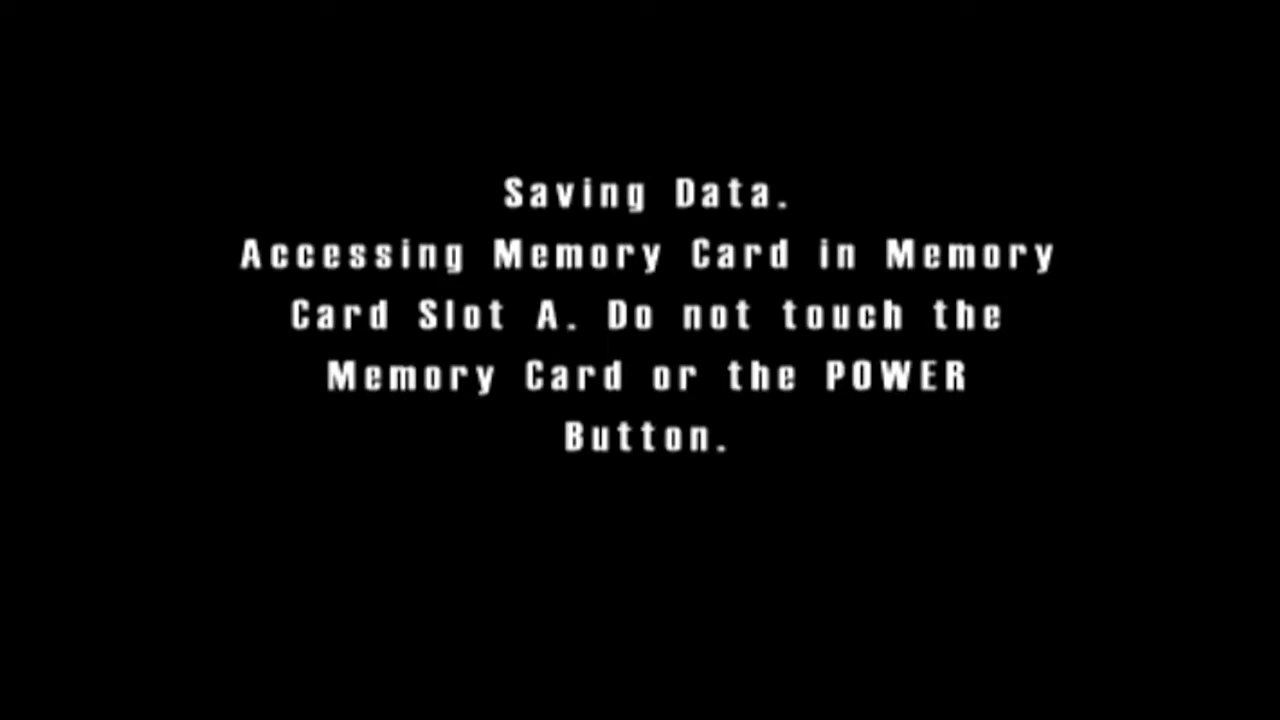 Saving Data.
Accessing Memory Card in Memory
Card Slot A. Do not touch the
Memory Card or the POWER
Button.